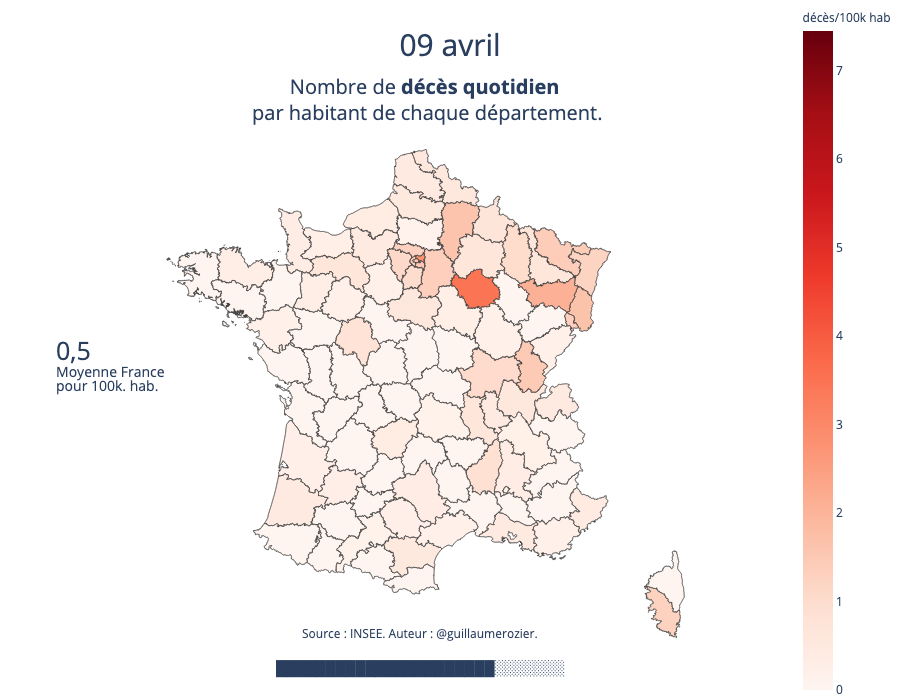 décès/100k hab
09 avril
Nombre de décès quotidien
par habitant de chaque département.
7
6
5
4
3
2
1
0
0,5
Moyenne France
pour 100k. hab.
Source : INSEE. Auteur : @guillaumerozier.